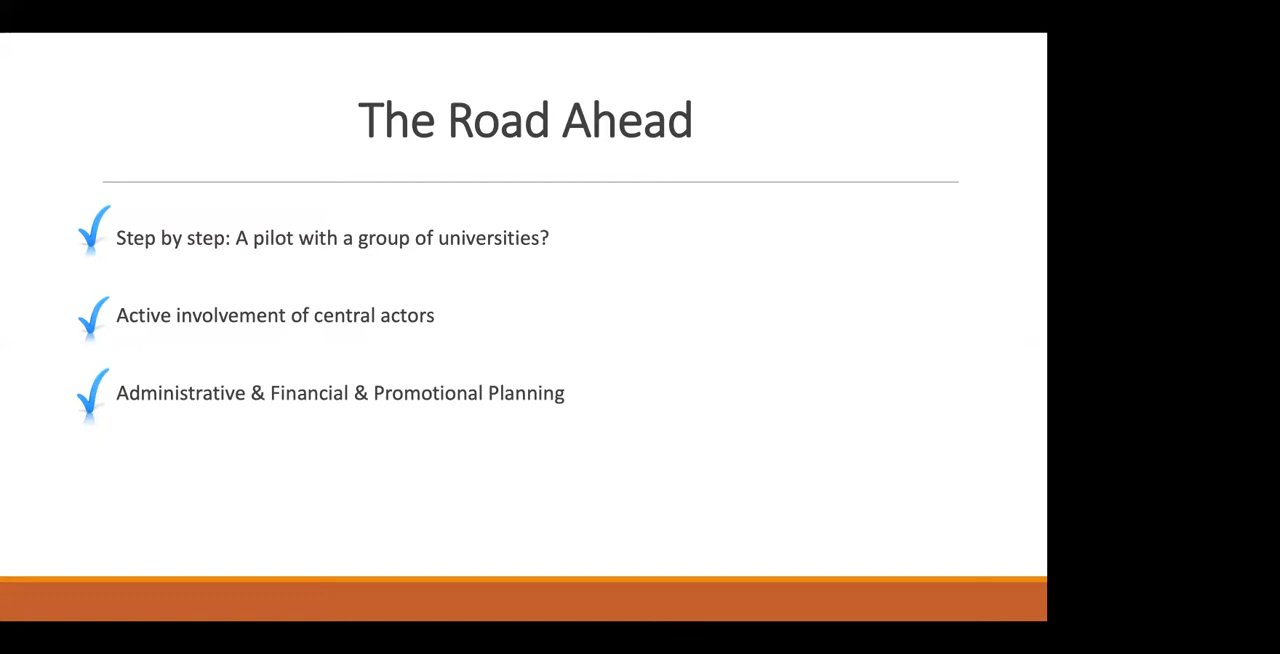 The Road Ahead
Step by step: A pilot with a group of universities?
Active involvement of central actors
Administrative & Financial & Promotional Planning